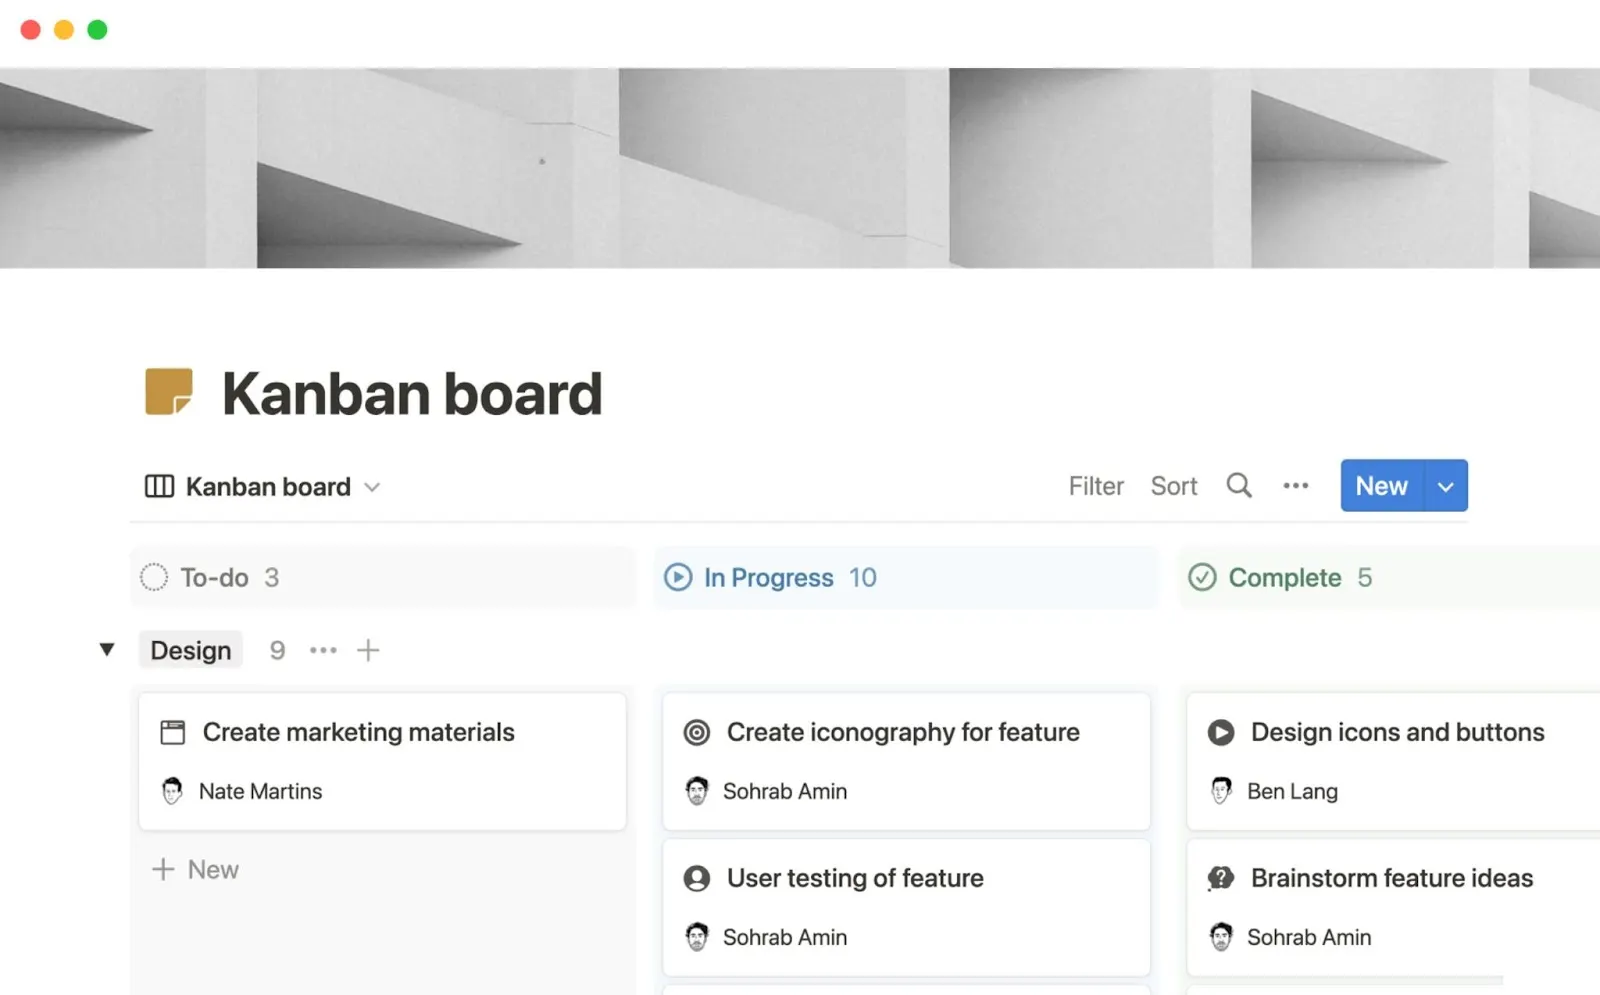 Kanban board
Kanban board Filter Sort New
To-do 3 In Progress 10 Complete 5
Design 9
Create marketing materials
Nate Martins
New
Create iconography for feature
Sohrab Amin
User testing of feature
Sohrab Amin
Design icons and buttons
Ben Lang
Brainstorm feature ideas
Sohrab Amin